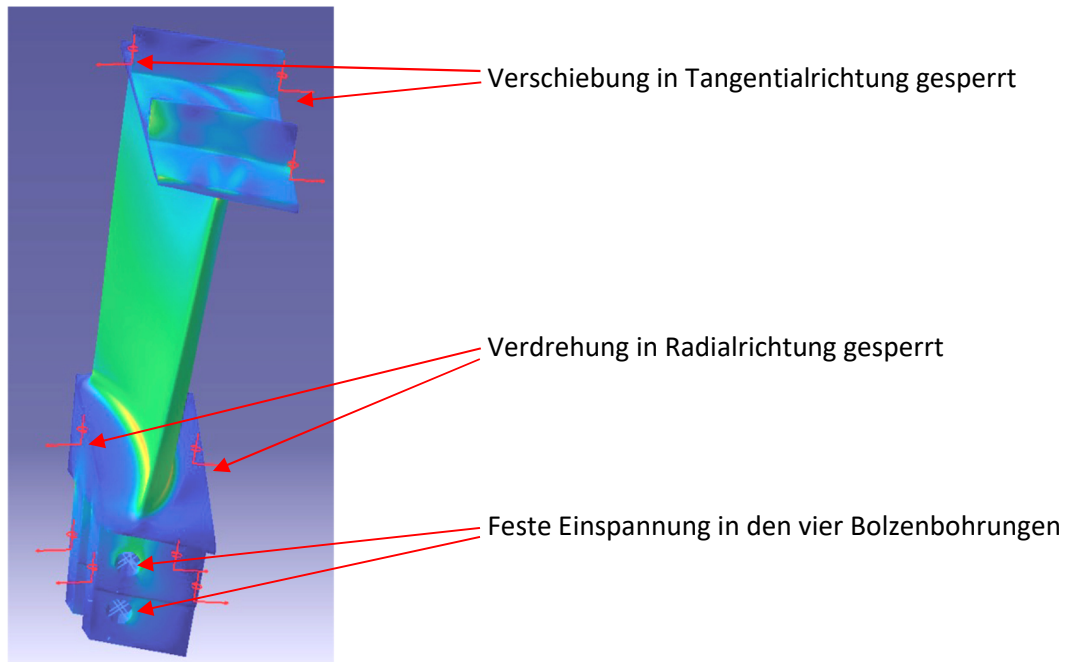 Verschiebung in Tangentialrichtung gesperrt
Verdrehung in Radialrichtung gesperrt
Feste Einspannung in den vier Bolzenbohrungen